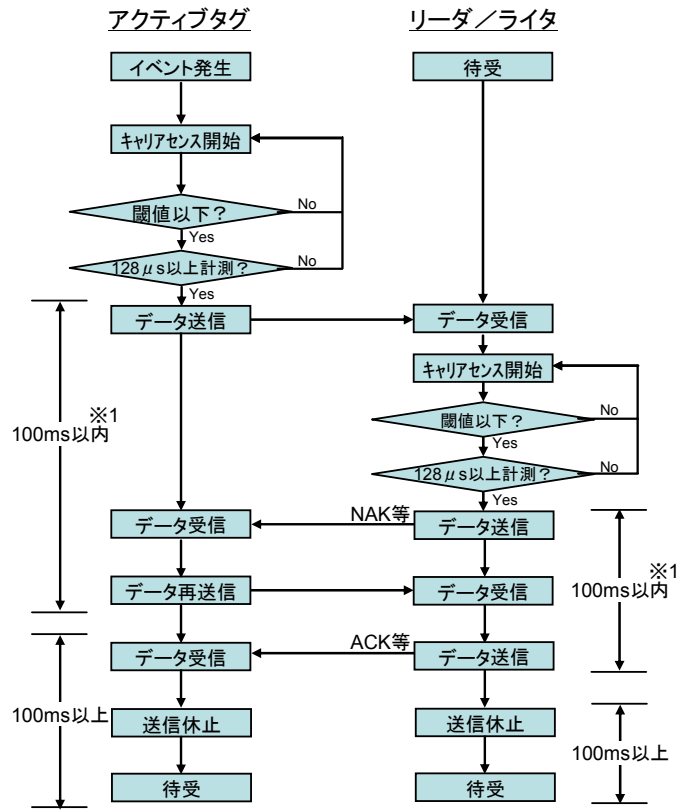 アクティブタグ
リーダ／ライタ
イベント発生
待受
キャリアセンス開始
閾値以下？
No
Yes
128μs以上計測？
No
Yes
データ送信
データ受信
キャリアセンス開始
※1
100ms以内
閾値以下？
No
Yes
128μs以上計測？
No
Yes
データ受信
NAK等
データ送信
※1
100ms以内
データ再送信
データ受信
データ受信
ACK等
データ送信
100ms以上
送信休止
送信休止
100ms以上
待受
待受